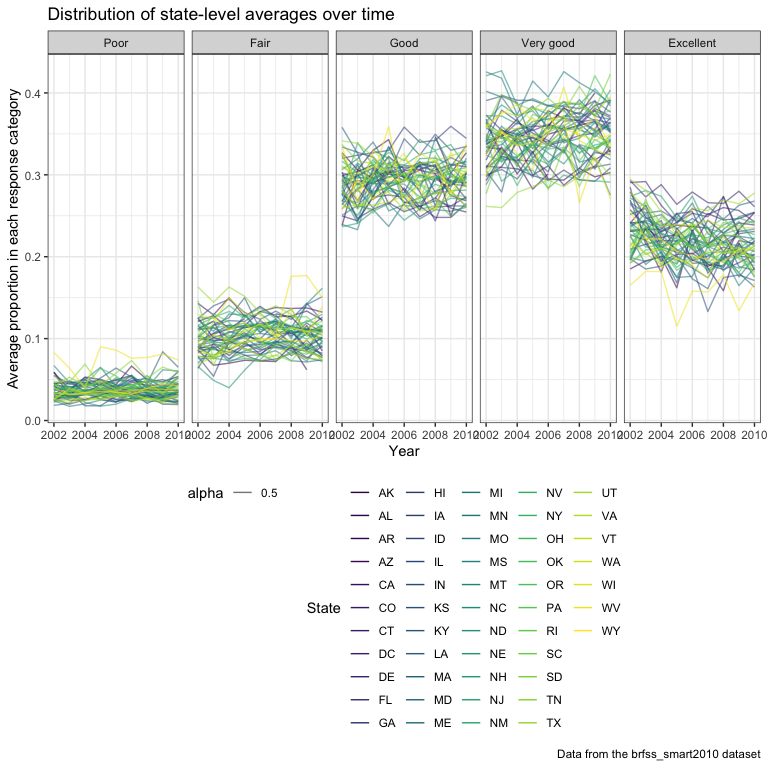 Distribution of state-level averages over time
Poor Fair Good Very good Excellent
Average proportion in each response category
0.4
0.3
0.2
0.1
0.0
2002 2004 2006 2008 2010 2002 2004 2006 2008 2010 2002 2004 2006 2008 2010 2002 2004 2006 2008 2010 2002 2004 2006 2008 2010
Year
alpha 0.5
State
AK HI MI NV UT
AL IA MN NY VA
AR ID MO OH VT
AZ IL MS OK WA
CA IN MT OR WI
CO KS NC PA WV
CT KY ND RI WY
DC LA NE SC
DE MA NH SD
FL MD NJ TN
GA ME NM TX
Data from the brfss_smart2010 dataset